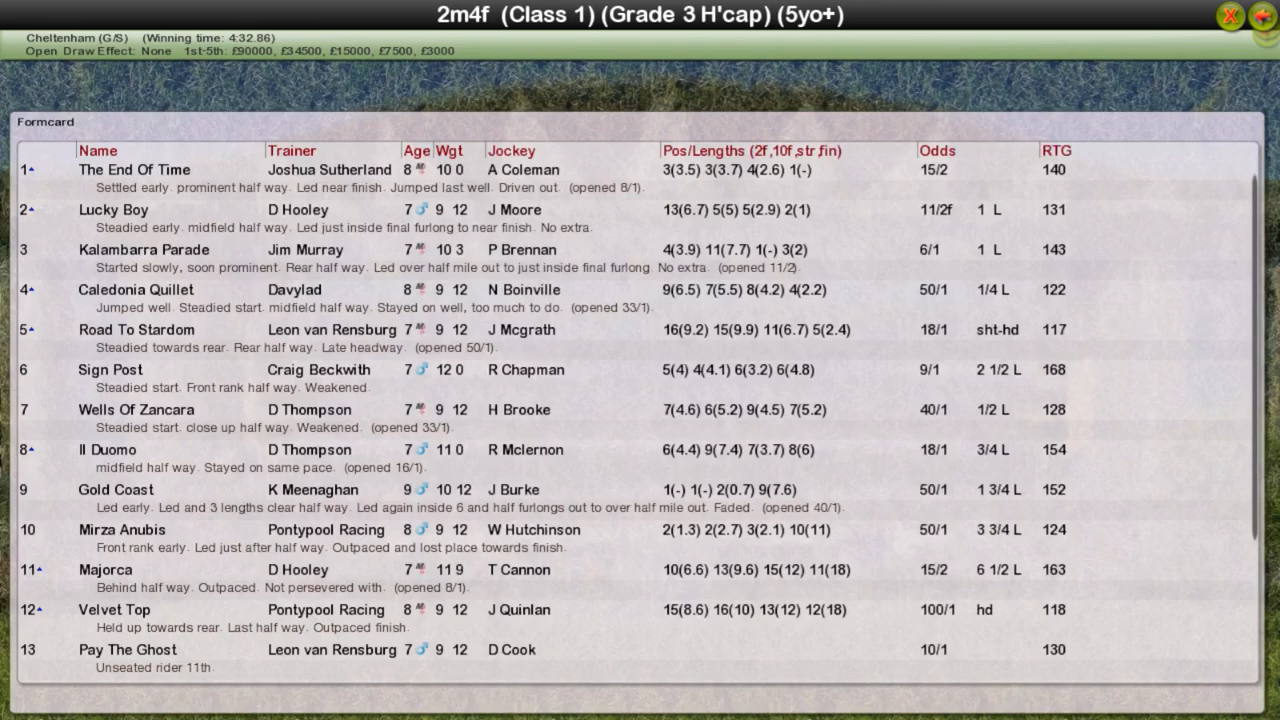 2m4f (Class 1) (Grade 3 H'cap) (5yo+)
Cheltenham (G/S) (Winning time: 4:32.86)
Open Draw Effect: None 1st-5th: £90000, £34500, £15000, £7500, £3000
Formcard
Name Trainer Age Wgt Jockey Pos/Lengths (2f,10f,str,fin) Odds RTG
1 The End Of Time Joshua Sutherland 8 10 0 A Coleman 3(3.5) 3(3.7) 4(2.6) 1(-) 15/2 140
Settled early. prominent half way. Led near finish. Jumped last well. Driven out. (opened 8/1).
2 Lucky Boy D Hooley 7 9 12 J Moore 13(6.7) 5(5) 5(2.9) 2(1) 11/2f 1 L 131
Steadied early. midfield half way. Led just inside final furlong to near finish. No extra.
3 Kalambarra Parade Jim Murray 7 10 3 P Brennan 4(3.9) 11(7.7) 1(-) 3(2) 6/1 1 L 143
Started slowly, soon prominent. Rear half way. Led over half mile out to just inside final furlong. No extra. (opened 11/2).
4 Caledonia Quillet Davylad 8 9 12 N Boinville 9(6.5) 7(5.5) 8(4.2) 4(2.2) 50/1 1/4 L 122
Jumped well. Steadied start. midfield half way. Stayed on well, too much to do. (opened 33/1).
5 Road To Stardom Leon van Rensburg 7 9 12 J Mcgrath 16(9.2) 15(9.9) 11(6.7) 5(2.4) 18/1 sht-hd 117
Steadied towards rear. Rear half way. Late headway. (opened 50/1).
6 Sign Post Craig Beckwith 7 12 0 R Chapman 5(4) 4(4.1) 6(3.2) 6(4.8) 9/1 2 1/2 L 168
Steadied start. Front rank half way. Weakened.
7 Wells Of Zancara D Thompson 7 9 12 H Brooke 7(4.6) 6(5.2) 9(4.5) 7(5.2) 40/1 1/2 L 128
Steadied start. close up half way. Weakened. (opened 33/1).
8 Il Duomo D Thompson 7 11 0 R Mclernon 6(4.4) 9(7.4) 7(3.7) 8(6) 18/1 3/4 L 154
midfield half way. Stayed on same pace. (opened 16/1).
9 Gold Coast K Meenaghan 9 10 12 J Burke 1(-) 1(-) 2(0.7) 9(7.6) 50/1 1 3/4 L 152
Led early. Led and 3 lengths clear half way. Led again inside 6 and half furlongs out to over half mile out. Faded. (opened 40/1).
10 Mirza Anubis Pontypool Racing 8 9 12 W Hutchinson 2(1.3) 2(2.7) 3(2.1) 10(11) 50/1 3 3/4 L 124
Front rank early. Led just after half way. Outpaced and lost place towards finish.
11 Majorca D Hooley 7 11 9 T Cannon 10(6.6) 13(9.6) 15(12) 11(18) 15/2 6 1/2 L 163
Behind half way. Outpaced. Not persevered with. (opened 8/1).
12 Velvet Top Pontypool Racing 8 9 12 J Quinlan 15(8.6) 16(10) 13(12) 12(18) 100/1 hd 118
Held up towards rear. Last half way. Outpaced finish.
13 Pay The Ghost Leon van Rensburg 7 9 12 D Cook 10/1 130
Unseated rider 11th.